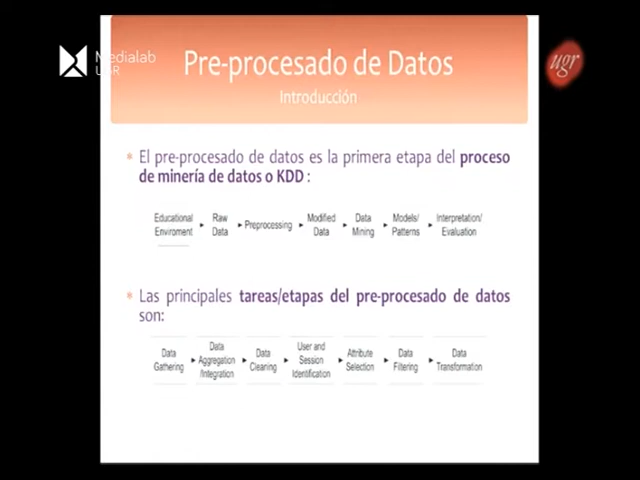 Medialab
UGR
ugr
Pre-procesado de Datos
Introducción
* El pre-procesado de datos es la primera etapa del proceso
de minería de datos o KDD :
Educational
Enviroment
Raw
Data
Preprocessing
Modified
Data
Data
Mining
Models/
Patterns
Interpretation/
Evaluation
* Las principales tareas/etapas del pre-procesado de datos
son:
Data
Gathering
Data
Aggregation
/Integration
Data
Cleaning
User and
Session
Identification
Attribute
Selection
Data
Filtering
Data
Transformation